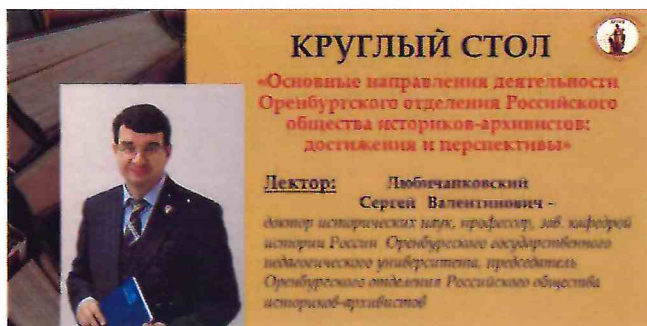 КРУГЛЫЙ СТОЛ
«Основные направления деятельности
Оренбургского отделения Российского
общества историков-архивистов:
достижения и перспективы»
Лектор: Любичанковский
Сергей Валентинович -
доктор исторических наук, профессор, зав. кафедрой
истории России Оренбургского государственного
педагогического университета, председатель
Оренбургского отделения Российского общества
историков-архивистов